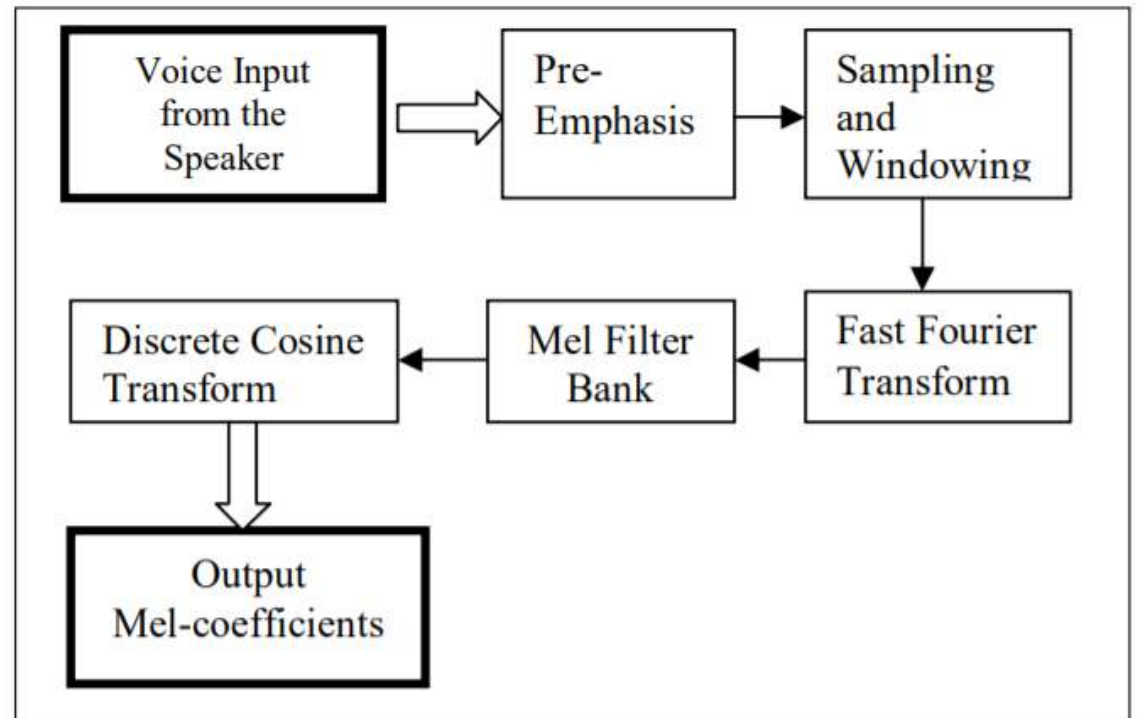 Voice Input
from the
Speaker
Pre-
Emphasis
Sampling
and
Windowing
Fast Fourier
Transform
Mel Filter
Bank
Discrete Cosine
Transform
Output
Mel-coefficients